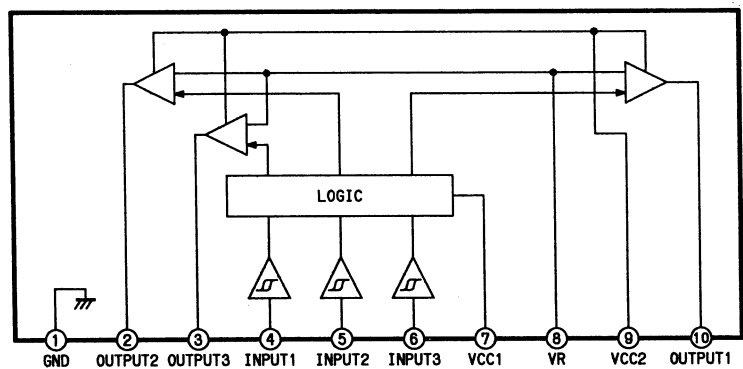 LOGIC
1 2 3 4 5 6 7 8 9 10
GND OUTPUT2 OUTPUT3 INPUT1 INPUT2 INPUT3 VCC1 VR VCC2 OUTPUT1